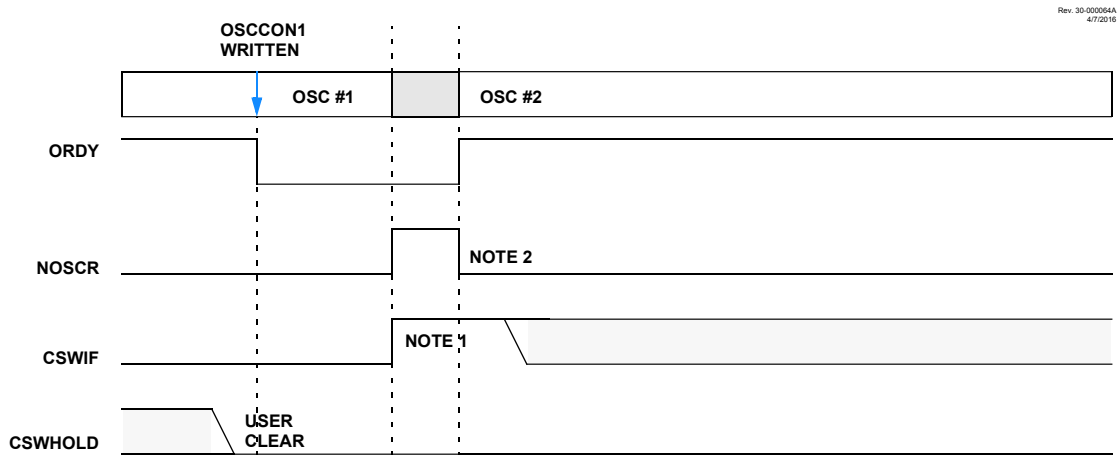 Rev. 30-000064A
4/7/2016
OSCCON1
WRITTEN
OSC #1
OSC #2
ORDY
NOSCR
NOTE 2
CSWIF
NOTE 1
CSWHOLD
USER
CLEAR